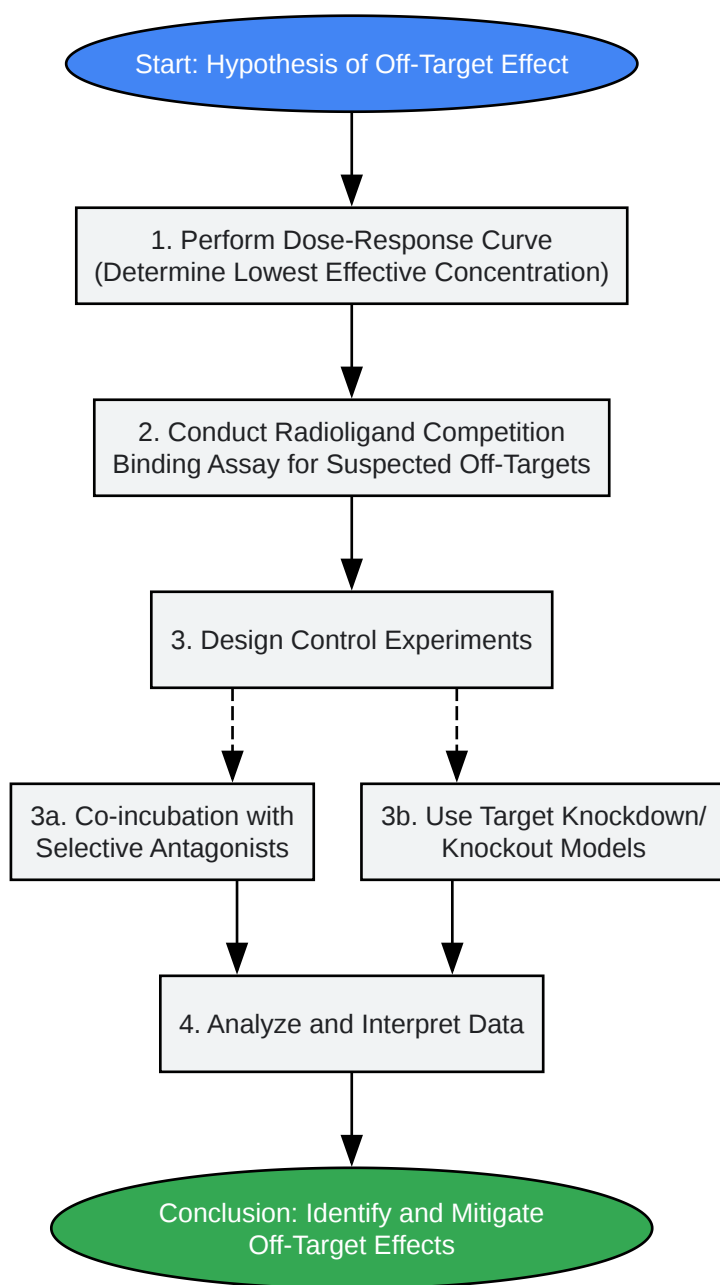 Start: Hypothesis of Off-Target Effect
1. Perform Dose-Response Curve
(Determine Lowest Effective Concentration)
2. Conduct Radioligand Competition
Binding Assay for Suspected Off-Targets
3. Design Control Experiments
3a. Co-incubation with
Selective Antagonists
3b. Use Target Knockdown/
Knockout Models
4. Analyze and Interpret Data
Conclusion: Identify and Mitigate
Off-Target Effects